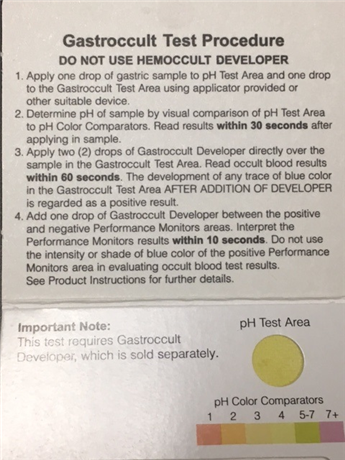 Gastroccult Test Procedure
DO NOT USE HEMOCCULT DEVELOPER
1. Apply one drop of gastric sample to pH Test Area and one drop
to the Gastroccult Test Area using applicator provided or
other suitable device.
2. Determine pH of sample by visual comparison of pH Test Area
to pH Color Comparators. Read results within 30 seconds after
applying in sample.
3. Apply two (2) drops of Gastroccult Developer directly over the
sample in the Gastroccult Test Area. Read occult blood results
within 60 seconds. The development of any trace of blue color
in the Gastroccult Test Area AFTER ADDITION OF DEVELOPER
is regarded as a positive result.
4. Add one drop of Gastroccult Developer between the positive
and negative Performance Monitors areas. Interpret the
Performance Monitors results within 10 seconds. Do not use
the intensity or shade of blue color of the positive Performance
Monitors area in evaluating occult blood test results.
See Product Instructions for further details.
Important Note:
This test requires Gastroccult
Developer, which is sold separately.
pH Test Area
pH Color Comparators
1 2 3 4 5-7 7+